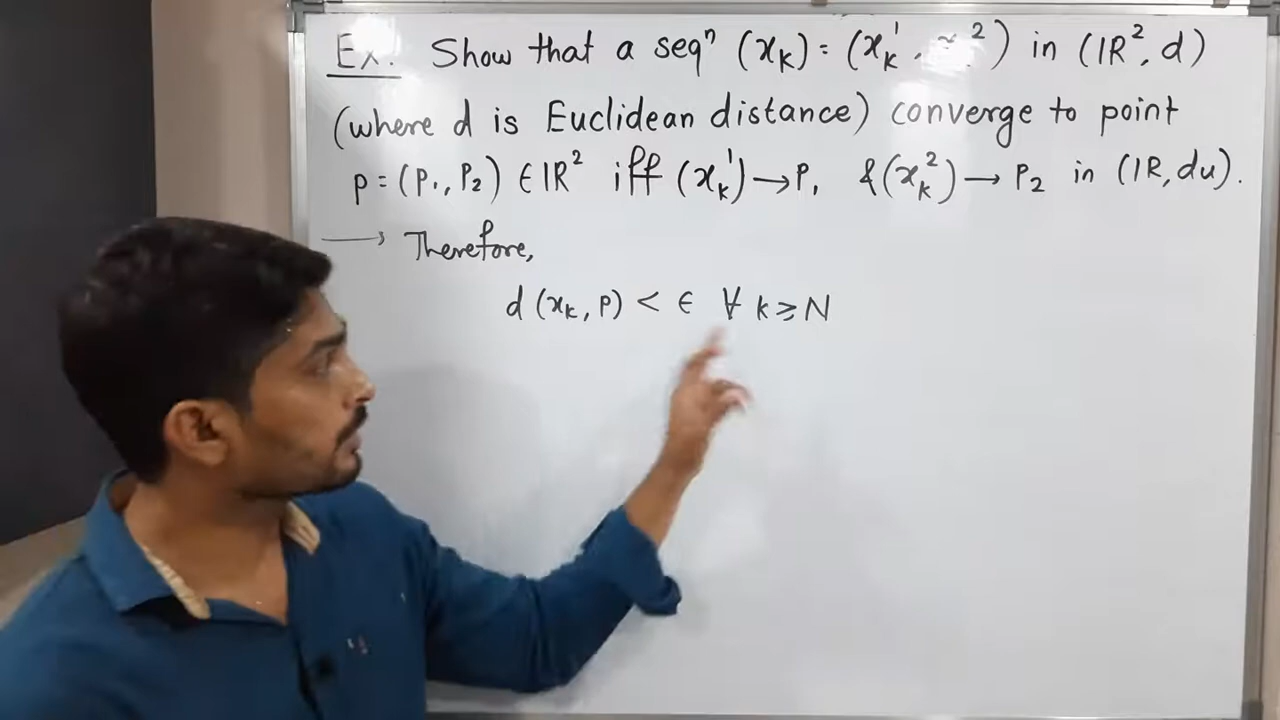 Ex. Show that a seqⁿ (xₖ) = (xₖ¹, ²) in (ℝ², d)
(where d is Euclidean distance) converge to point
p = (p₁, p₂) ∈ ℝ² iff (xₖ¹) → p₁ & (xₖ²) → p₂ in (ℝ, du).
→ Therefore,
d(xₖ, p) < ∈ ∀ k ≥ N